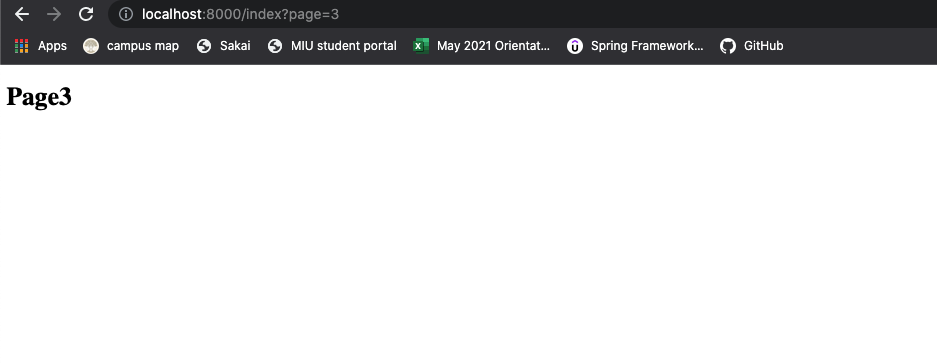 localhost:8000/index?page=3
Apps campus map Sakai MIU student portal May 2021 Orientat... Spring Framework... GitHub
Page3